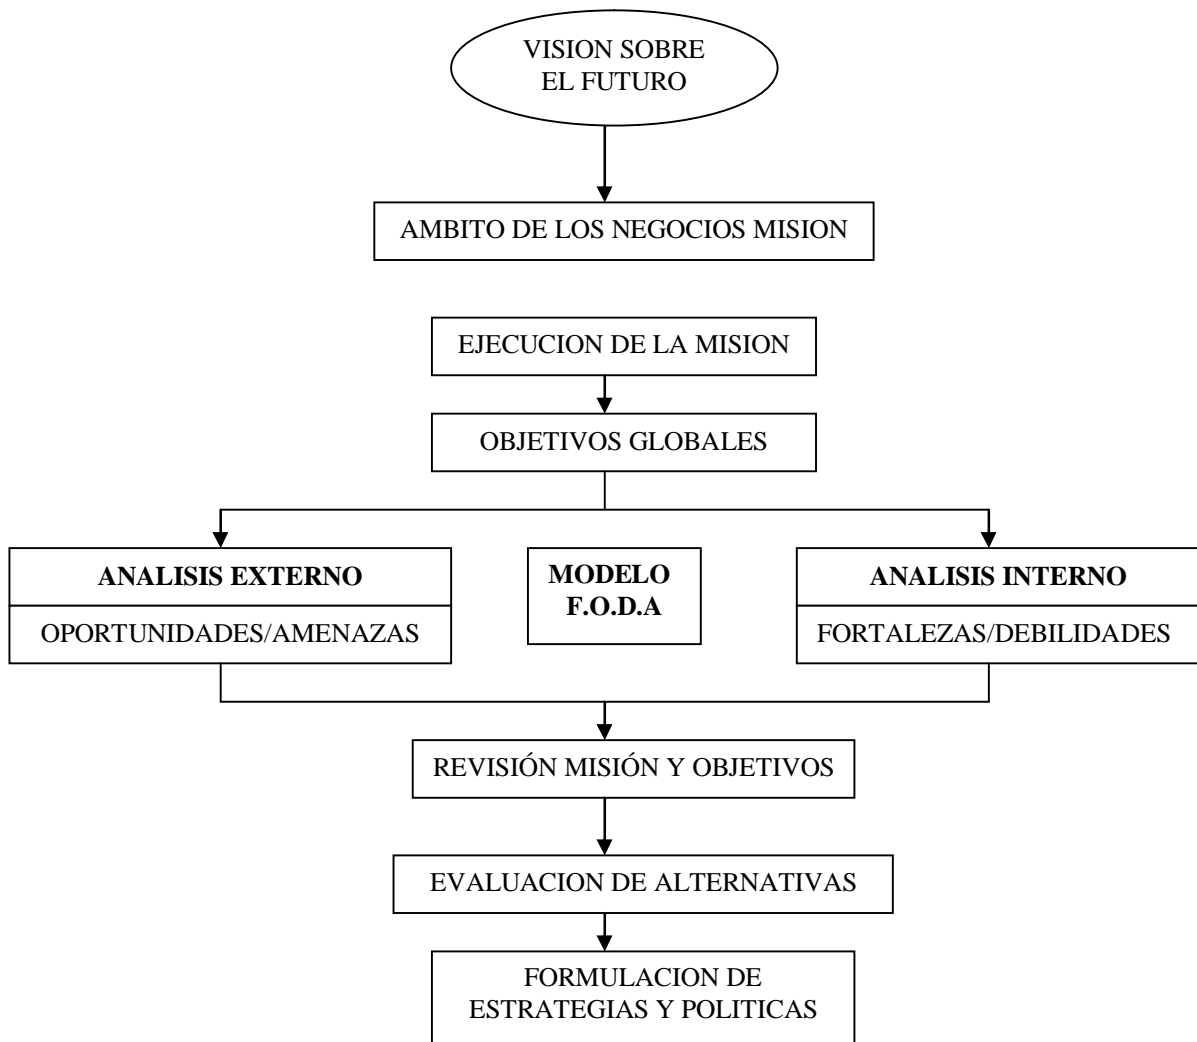 VISION SOBRE
EL FUTURO
AMBITO DE LOS NEGOCIOS MISION
EJECUCION DE LA MISION
OBJETIVOS GLOBALES
ANALISIS EXTERNO
OPORTUNIDADES/AMENAZAS
MODELO
F.O.D.A
ANALISIS INTERNO
FORTALEZAS/DEBILIDADES
REVISIÓN MISIÓN Y OBJETIVOS
EVALUACION DE ALTERNATIVAS
FORMULACION DE
ESTRATEGIAS Y POLITICAS